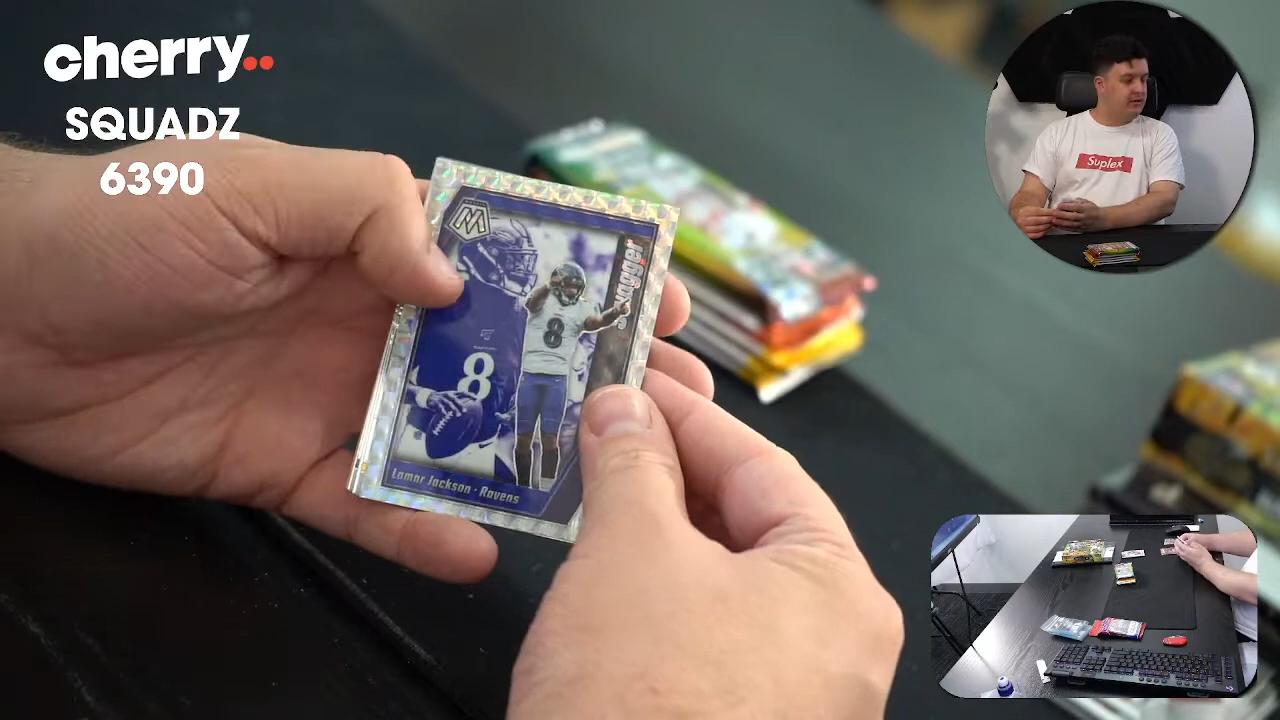 cherry..
SQUADZ
6390
Suplex
Swagger
8
8
Lamar Jackson · Ravens